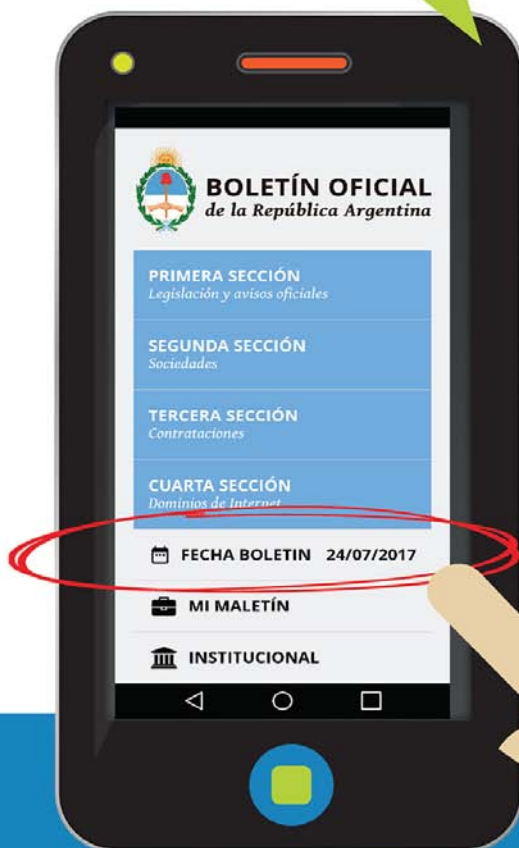 BOLETÍN OFICIAL
de la República Argentina
PRIMERA SECCIÓN
Legislación y avisos oficiales
SEGUNDA SECCIÓN
Sociedades
TERCERA SECCIÓN
Contrataciones
CUARTA SECCIÓN
Dominios de Internet
FECHA BOLETIN 24/07/2017
MI MALETÍN
INSTITUCIONAL